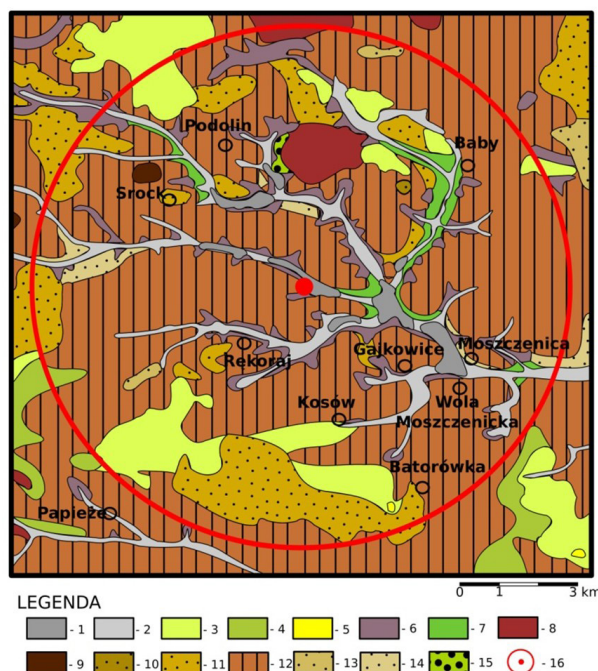 Podolin
Baby
Srock
Rękoraj
Gajkowice
Moszczenica
Kosów
Wola
Moszczenicka
Batorówka
Papieże
0 1 3 km
LEGENDA
- 1 - 2 - 3 - 4 - 5 - 6 - 7 - 8
- 9 - 10 - 11 - 12 - 13 - 14 - 15 - 16